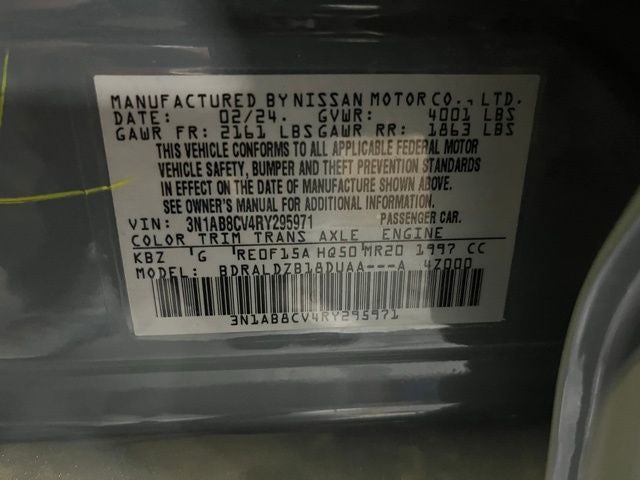 MANUFACTURED BY NISSAN MOTOR CO., LTD.
DATE: 02/24. GVWR: 4001 LBS
GAWR FR: 2161 LBS GAWR RR: 1863 LBS
THIS VEHICLE CONFORMS TO ALL APPLICABLE FEDERAL MOTOR
VEHICLE SAFETY, BUMPER AND THEFT PREVENTION STANDARDS
IN EFFECT ON THE DATE OF MANUFACTURE SHOWN ABOVE.
SEE OWNER'S MANUAL FOR ADDITIONAL INFORMATION.
VIN: 3N1AB8CV4RY295971 PASSENGER CAR.
COLOR TRIM TRANS AXLE ENGINE
KBZ G RE0F15A HQ50 MR20 1997 CC
MODEL: BDRALDZB18DUAA---A 4Z000
3N1AB8CV4RY295971